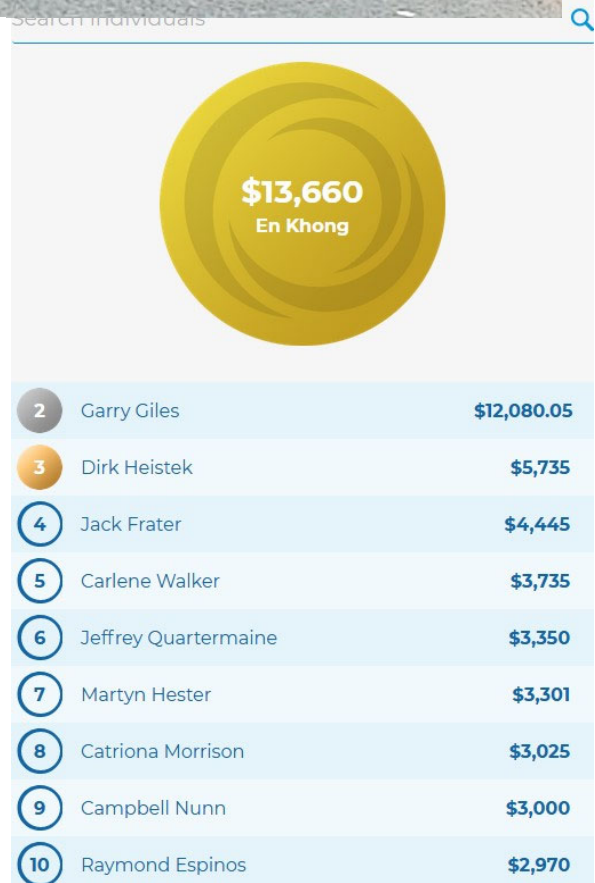 Search Individuals
$13,660
En Khong
2 Garry Giles $12,080.05
3 Dirk Heistek $5,735
4 Jack Frater $4,445
5 Carlene Walker $3,735
6 Jeffrey Quartermaine $3,350
7 Martyn Hester $3,301
8 Catriona Morrison $3,025
9 Campbell Nunn $3,000
10 Raymond Espinos $2,970